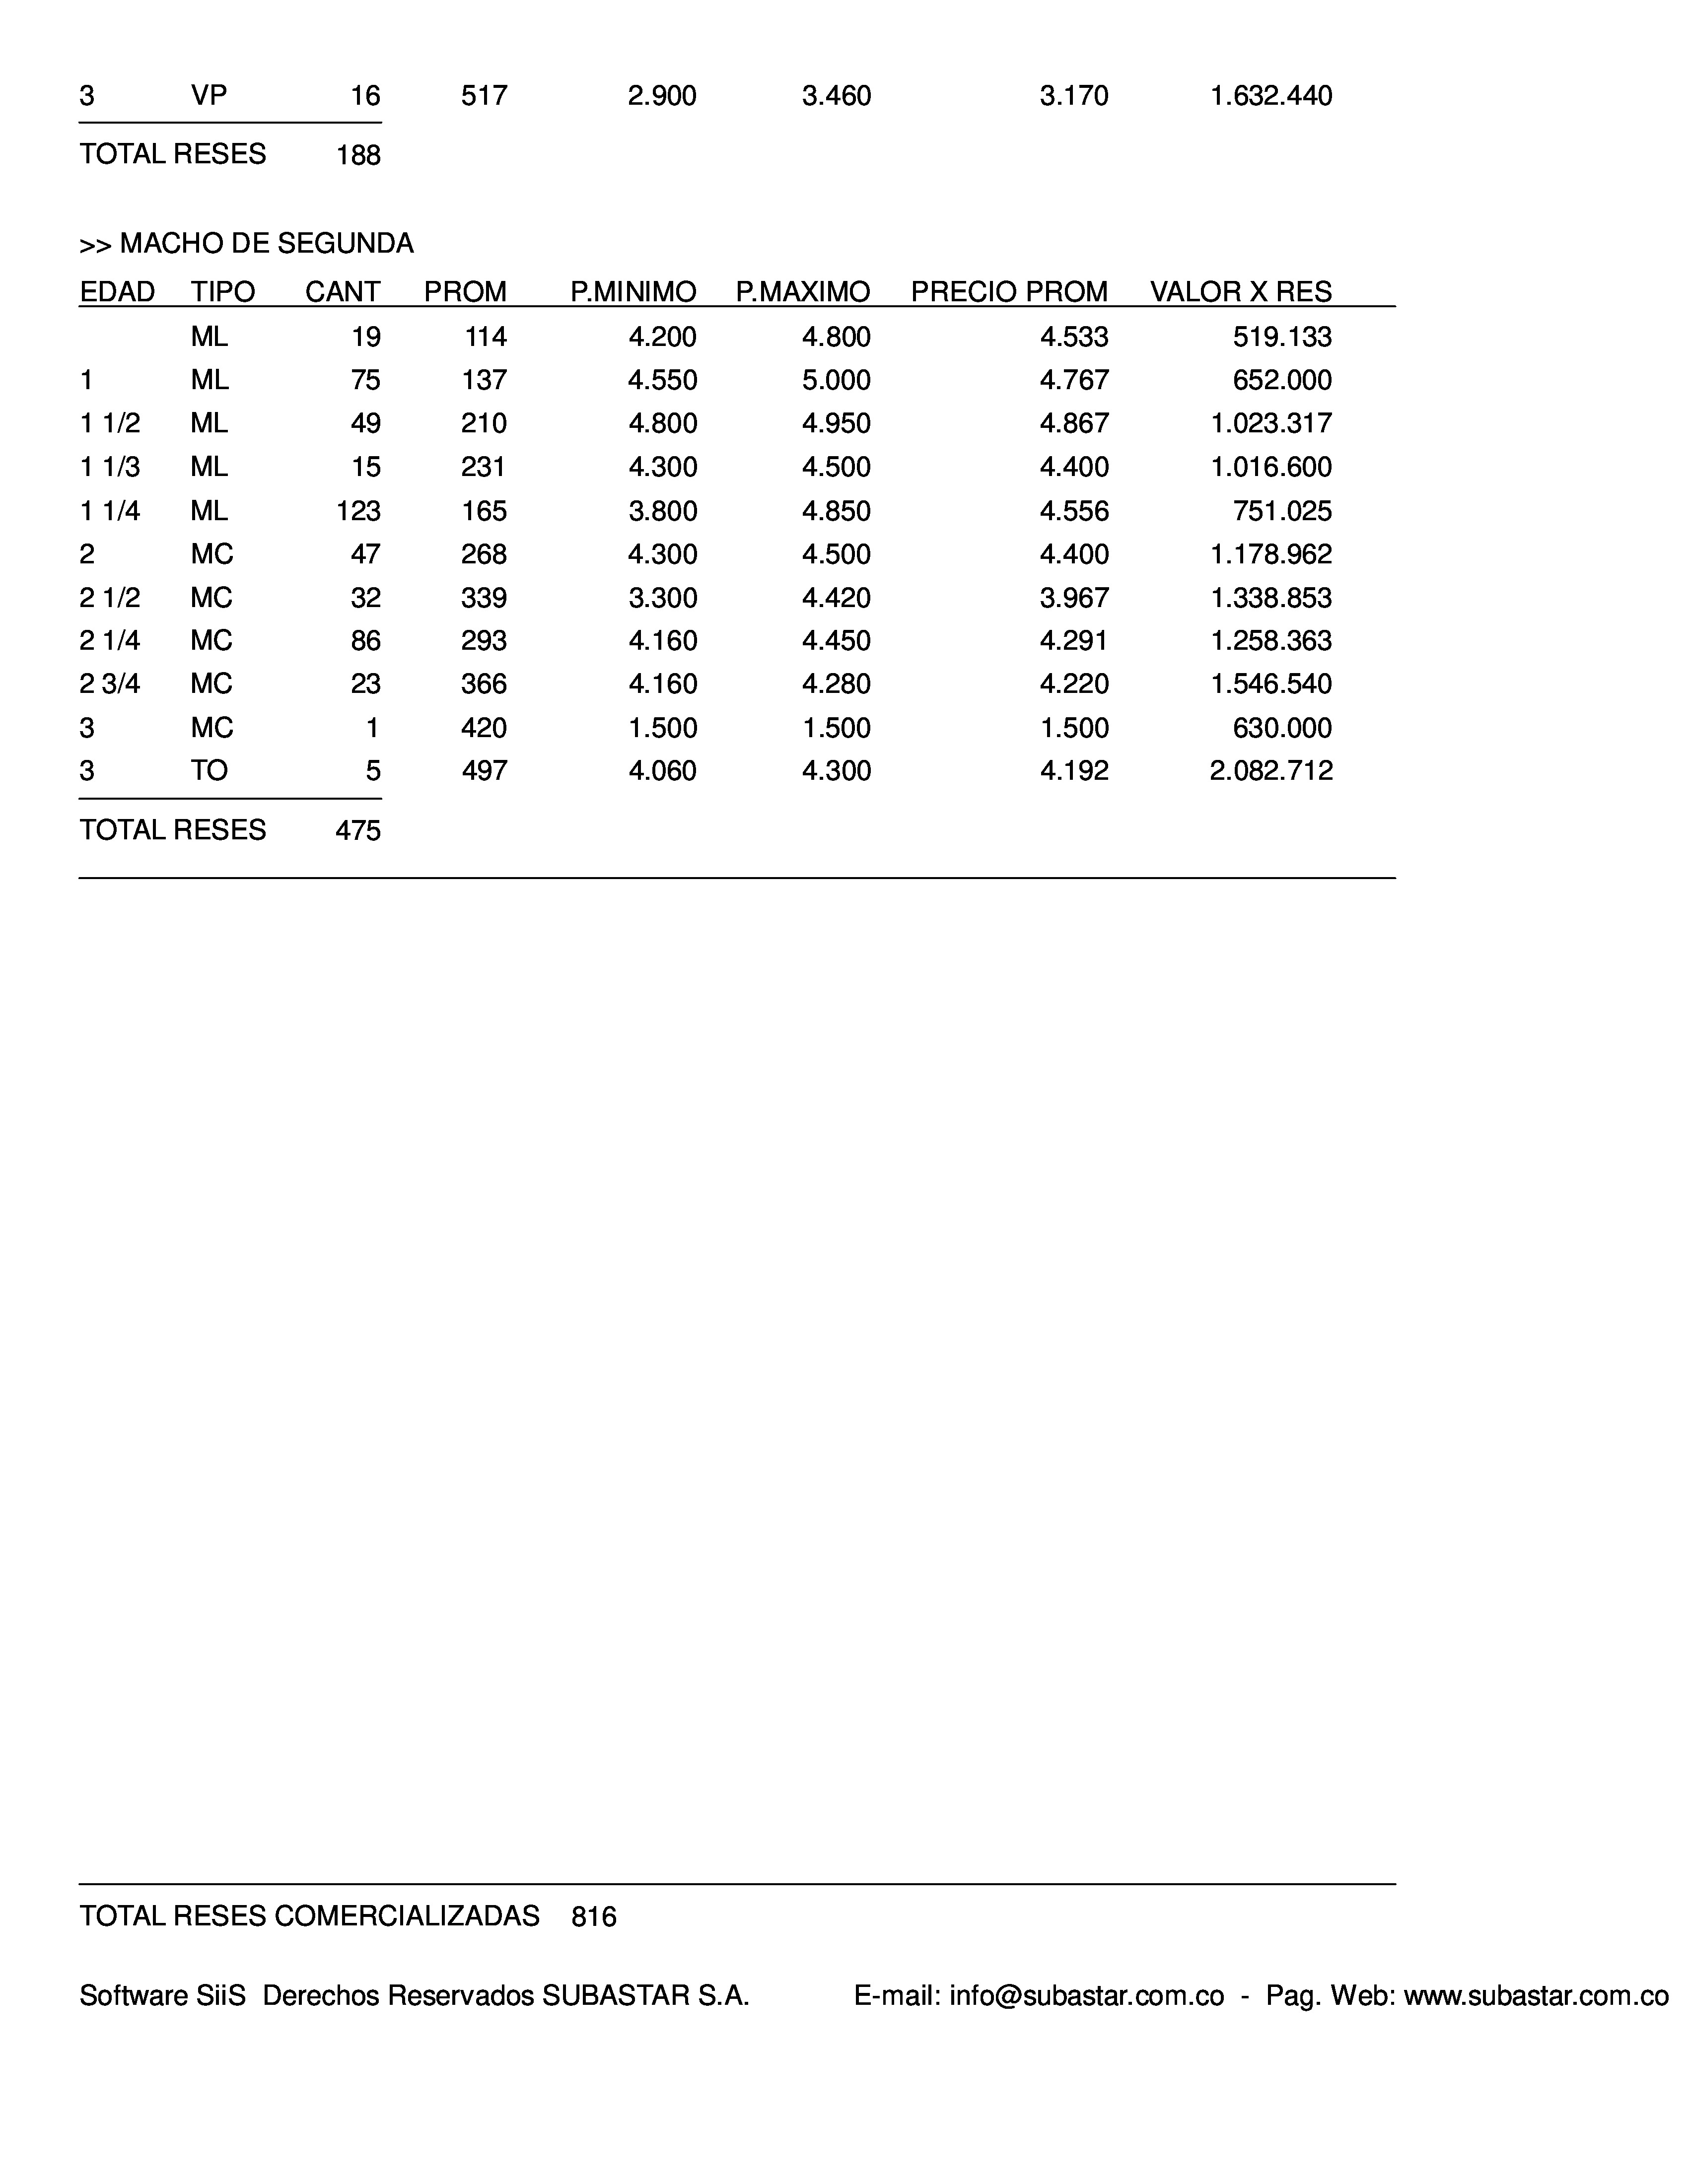 3 VP 16 517 2.900 3.460 3.170 1.632.440
TOTAL RESES 188
>> MACHO DE SEGUNDA
EDAD TIPO CANT PROM P.MINIMO P.MAXIMO PRECIO PROM VALOR X RES
ML 19 114 4.200 4.800 4.533 519.133
1 ML 75 137 4.550 5.000 4.767 652.000
1 1/2 ML 49 210 4.800 4.950 4.867 1.023.317
1 1/3 ML 15 231 4.300 4.500 4.400 1.016.600
1 1/4 ML 123 165 3.800 4.850 4.556 751.025
2 MC 47 268 4.300 4.500 4.400 1.178.962
2 1/2 MC 32 339 3.300 4.420 3.967 1.338.853
2 1/4 MC 86 293 4.160 4.450 4.291 1.258.363
2 3/4 MC 23 366 4.160 4.280 4.220 1.546.540
3 MC 1 420 1.500 1.500 1.500 630.000
3 TO 5 497 4.060 4.300 4.192 2.082.712
TOTAL RESES 475
TOTAL RESES COMERCIALIZADAS 816
Software SiiS Derechos Reservados SUBASTAR S.A. E-mail: info@subastar.com.co - Pag. Web: www.subastar.com.co